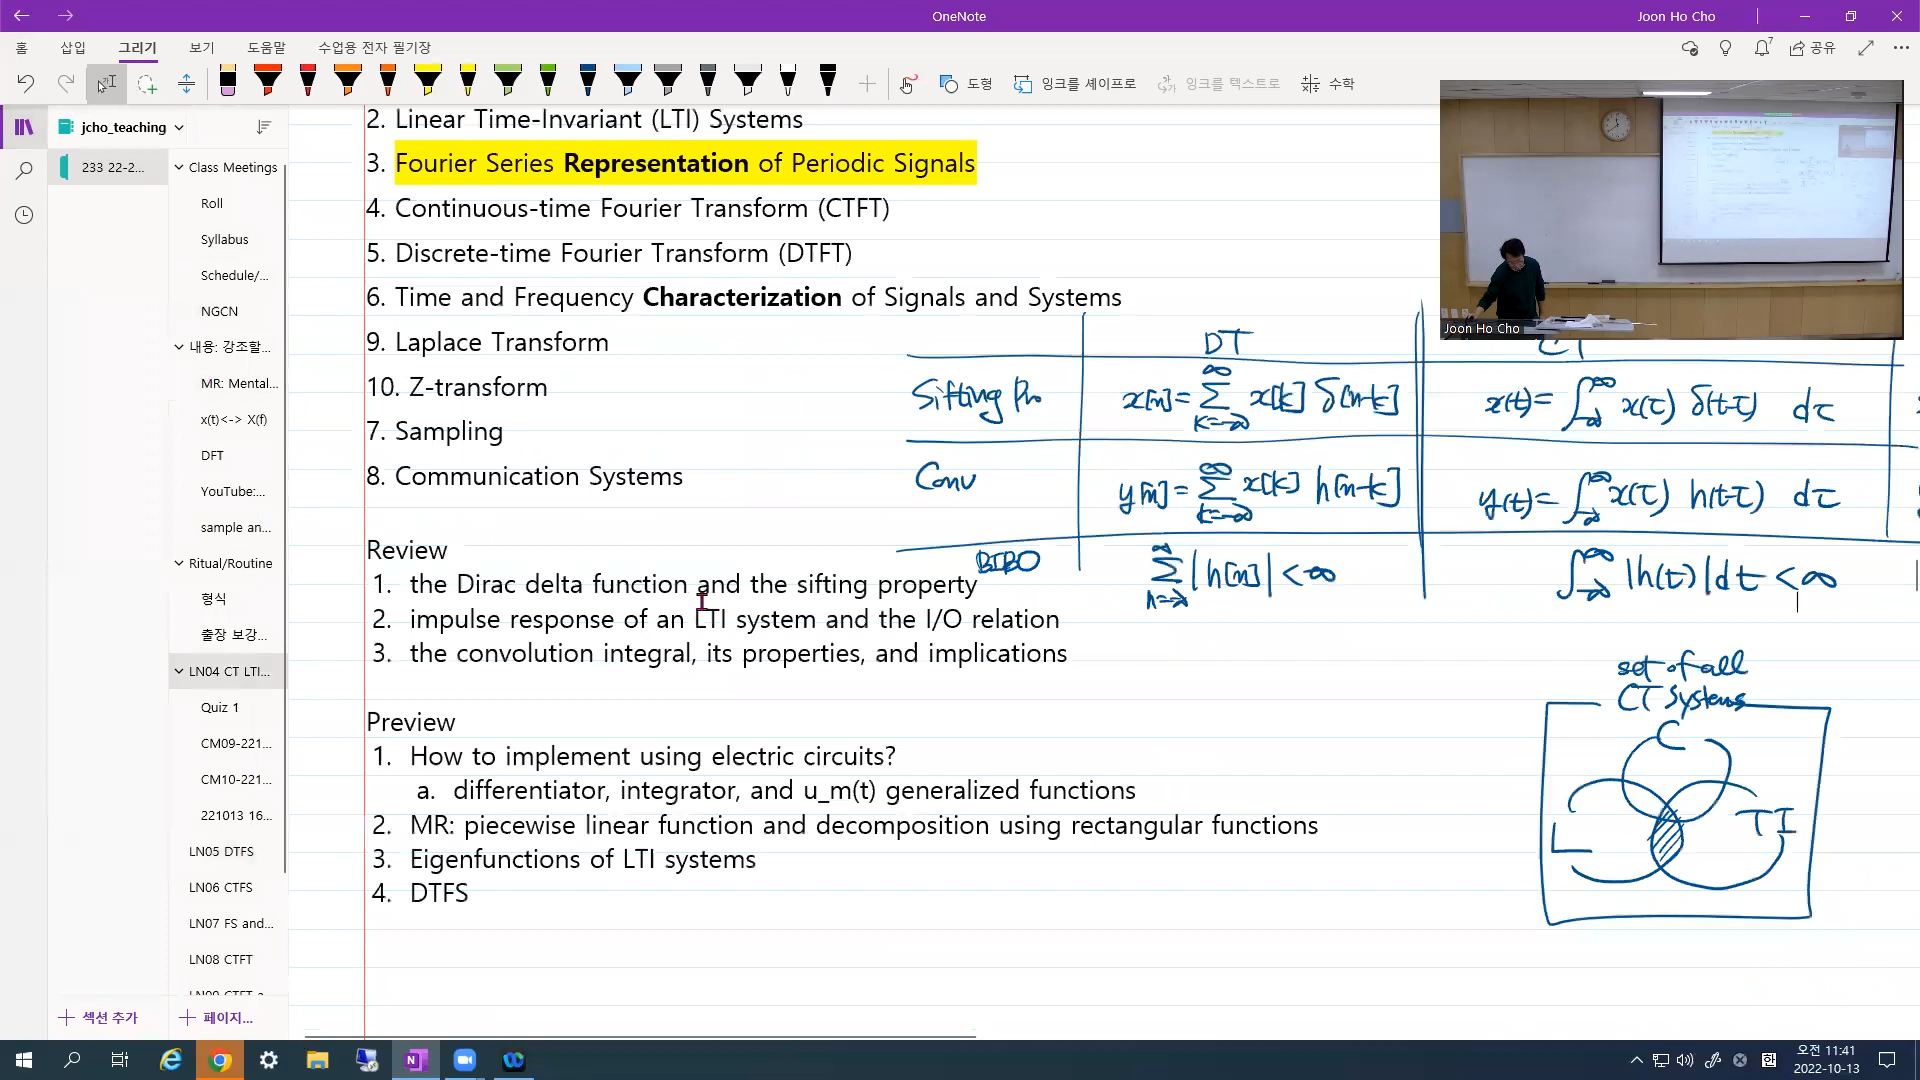 OneNote
Joon Ho Cho
홈 삽입 그리기 보기 도움말 수업용 전자 필기장
공유
도형 잉크를 셰이프로 잉크를 텍스트로 수학
jcho_teaching
233 22-2...
Class Meetings
Roll
Syllabus
Schedule/...
NGCN
내용: 강조할...
MR: Mental...
x(t)<-> X(f)
DFT
YouTube:...
sample an...
Ritual/Routine
형식
출장 보강...
LN04 CT LTI...
Quiz 1
CM09-221...
CM10-221...
221013 16...
LN05 DTFS
LN06 CTFS
LN07 FS and...
LN08 CTFT
섹션 추가
페이지...
2. Linear Time-Invariant (LTI) Systems
3. Fourier Series Representation of Periodic Signals
4. Continuous-time Fourier Transform (CTFT)
5. Discrete-time Fourier Transform (DTFT)
6. Time and Frequency Characterization of Signals and Systems
9. Laplace Transform
10. Z-transform
7. Sampling
8. Communication Systems
Review
1. the Dirac delta function and the sifting property
2. impulse response of an LTI system and the I/O relation
3. the convolution integral, its properties, and implications
Preview
1. How to implement using electric circuits?
a. differentiator, integrator, and u_m(t) generalized functions
2. MR: piecewise linear function and decomposition using rectangular functions
3. Eigenfunctions of LTI systems
4. DTFS
DT CT
Sifting Pro x[n]=∑_{k=-∞}^{∞} x[k] δ[n-k] x(t)=∫_{-∞}^{∞} x(τ) δ(t-τ) dτ
Conv y[n]=∑_{k=-∞}^{∞} x[k] h[n-k] y(t)=∫_{-∞}^{∞} x(τ) h(t-τ) dτ
BIBO ∑_{n=-∞}^{∞} |h[n]| <∞ ∫_{-∞}^{∞} |h(t)|dt <∞
set of all
CT Systems
C
L TI
Joon Ho Cho
오전 11:41
2022-10-13